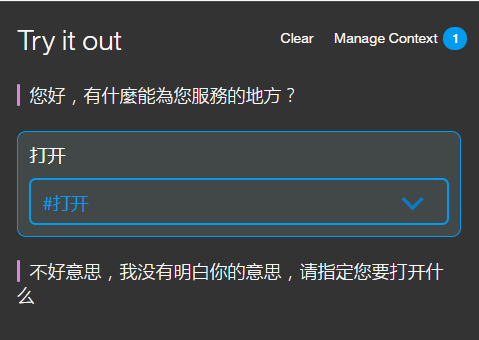 Try it out
Clear
Manage Context
1
您好，有什麼能為您服務的地方？
打开
#打开
不好意思，我没有明白你的意思，请指定您要打开什
么